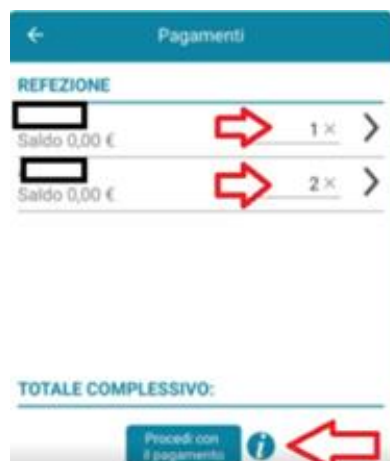 Pagamenti
REFEZIONE
Saldo 0,00 €
1 ×
Saldo 0,00 €
2 ×
TOTALE COMPLESSIVO:
Procedi con
il pagamento
i